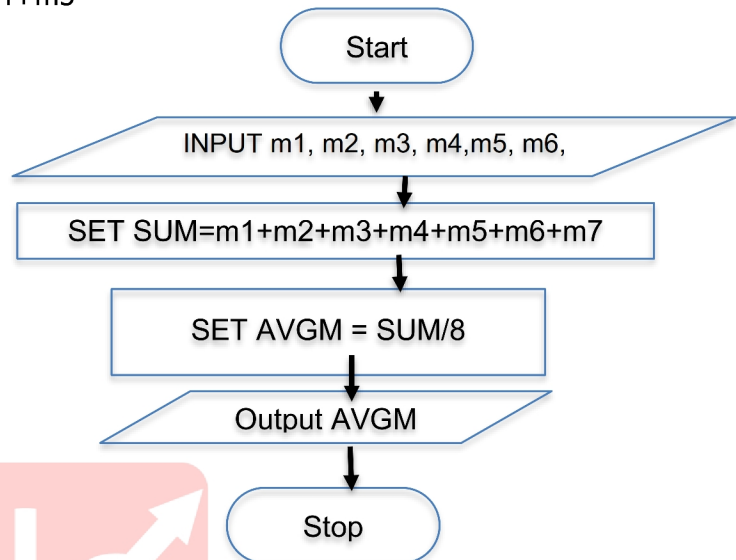 Start
INPUT m1, m2, m3, m4,m5, m6,
SET SUM=m1+m2+m3+m4+m5+m6+m7
SET AVGM = SUM/8
Output AVGM
Stop